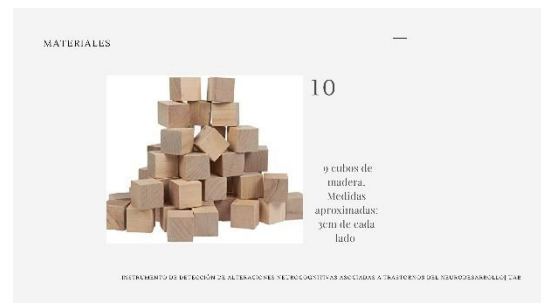 MATERIALES
10
9 cubos de
madera.
Medidas
aproximadas:
3cm de cada
lado
INSTRUMENTO DE DETECCIÓN DE ALTERACIONES NEUROCOGNITIVAS ASOCIADAS A TRASTORNOS DEL NEURODESARROLLO| TAB